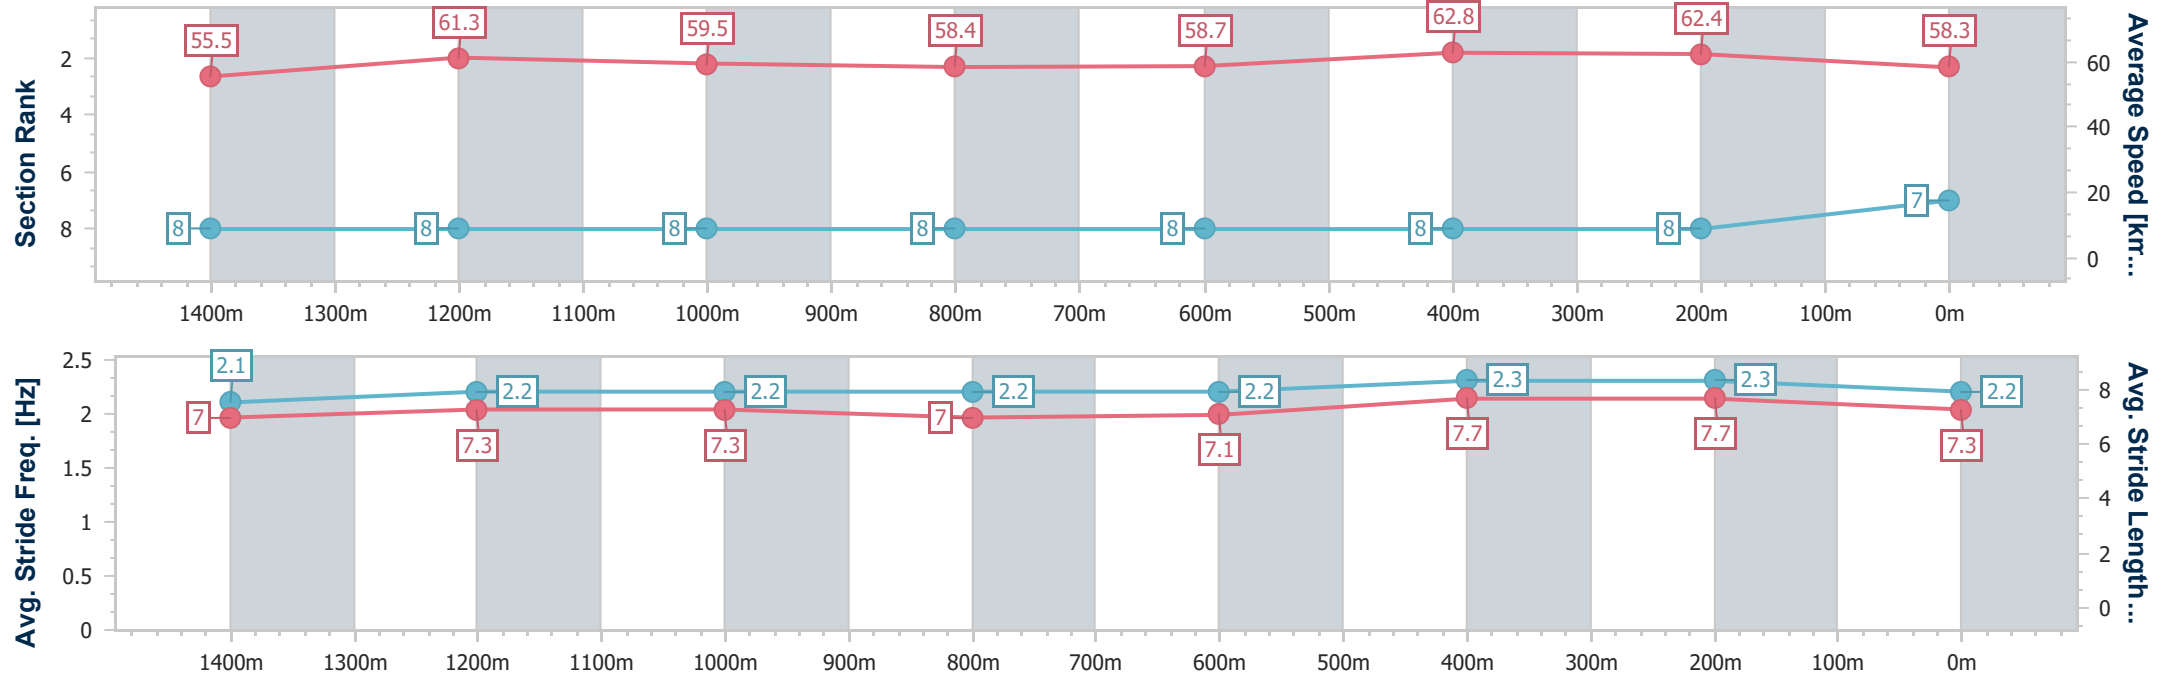 55.5 61.3 59.5 58.4 58.7 62.8 62.4 58.3
Section Rank
2
4
6
8
8 8 8 8 8 8 8 7
Average Speed [km...
60
40
20
0
1400m 1300m 1200m 1100m 1000m 900m 800m 700m 600m 500m 400m 300m 200m 100m 0m
Avg. Stride Freq. [Hz]
2.5
2
1.5
1
0.5
0
2.1 2.2 2.2 2.2 2.2 2.3 2.3 2.2
7 7.3 7.3 7 7.1 7.7 7.7 7.3
Avg. Stride Length...
8
6
4
2
0
1400m 1300m 1200m 1100m 1000m 900m 800m 700m 600m 500m 400m 300m 200m 100m 0m